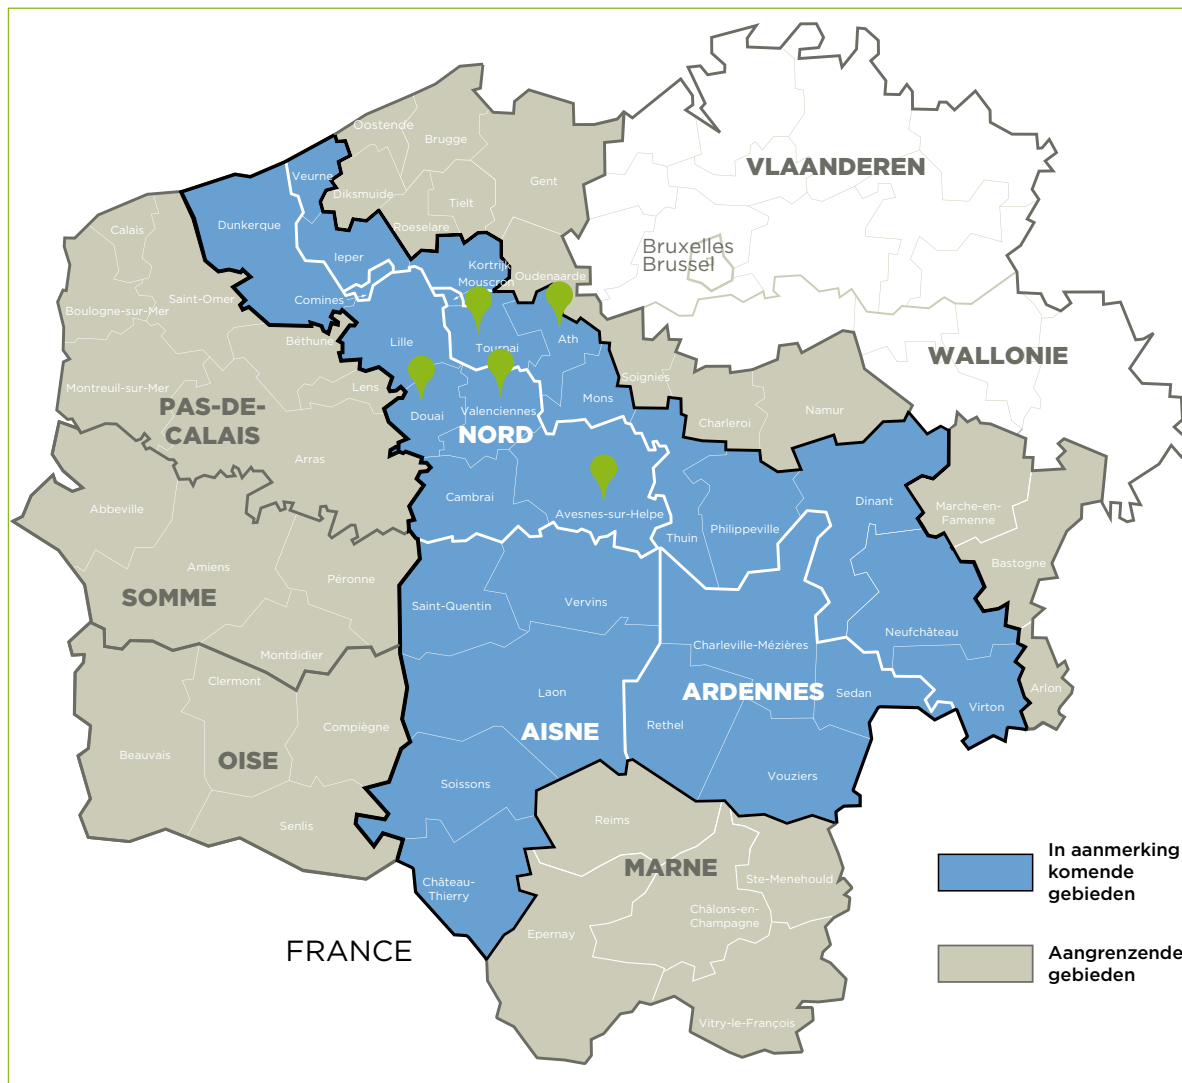 Oostende
Brugge
VLAANDEREN
Veurne
Diksmuide
Gent
Tielt
Calais
Dunkerque
Roeselare
Ieper
Bruxelles
Brussel
Kortrijk
Mouscron
Oudenaarde
Saint-Omer
Comines
Boulogne-sur-Mer
Béthune
Lille
Tournai
Ath
WALLONIE
Montreuil-sur-Mer
Lens
Soignies
PAS-DE-
CALAIS
Douai
Valenciennes
Mons
Charleroi
Namur
NORD
Arras
Abbeville
Cambrai
Avesnes-sur-Helpe
Dinant
Marche-en-
Famenne
Thuin
Philippeville
Amiens
Péronne
Bastogne
SOMME
Saint-Quentin
Vervins
Neufchâteau
Montdidier
Charleville-Mézières
Clermont
Laon
ARDENNES
Sedan
Arlon
Virton
Compiègne
Rethel
AISNE
Beauvais
OISE
Soissons
Vouziers
Senlis
Reims
MARNE
Château-
Thierry
Ste-Menehould
Châlons-en-
Champagne
Epernay
FRANCE
Vitry-le-François
In aanmerking
komende
gebieden
Aangrenzende
gebieden